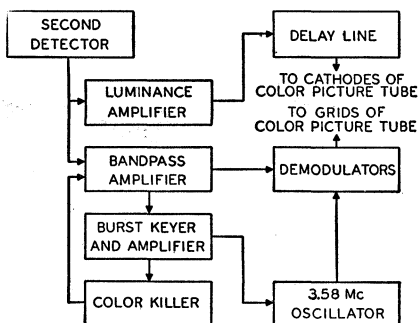 SECOND
DETECTOR
DELAY LINE
LUMINANCE
AMPLIFIER
TO CATHODES OF
COLOR PICTURE TUBE
TO GRIDS OF
COLOR PICTURE TUBE
BANDPASS
AMPLIFIER
DEMODULATORS
BURST KEYER
AND AMPLIFIER
COLOR KILLER
3.58 Mc
OSCILLATOR